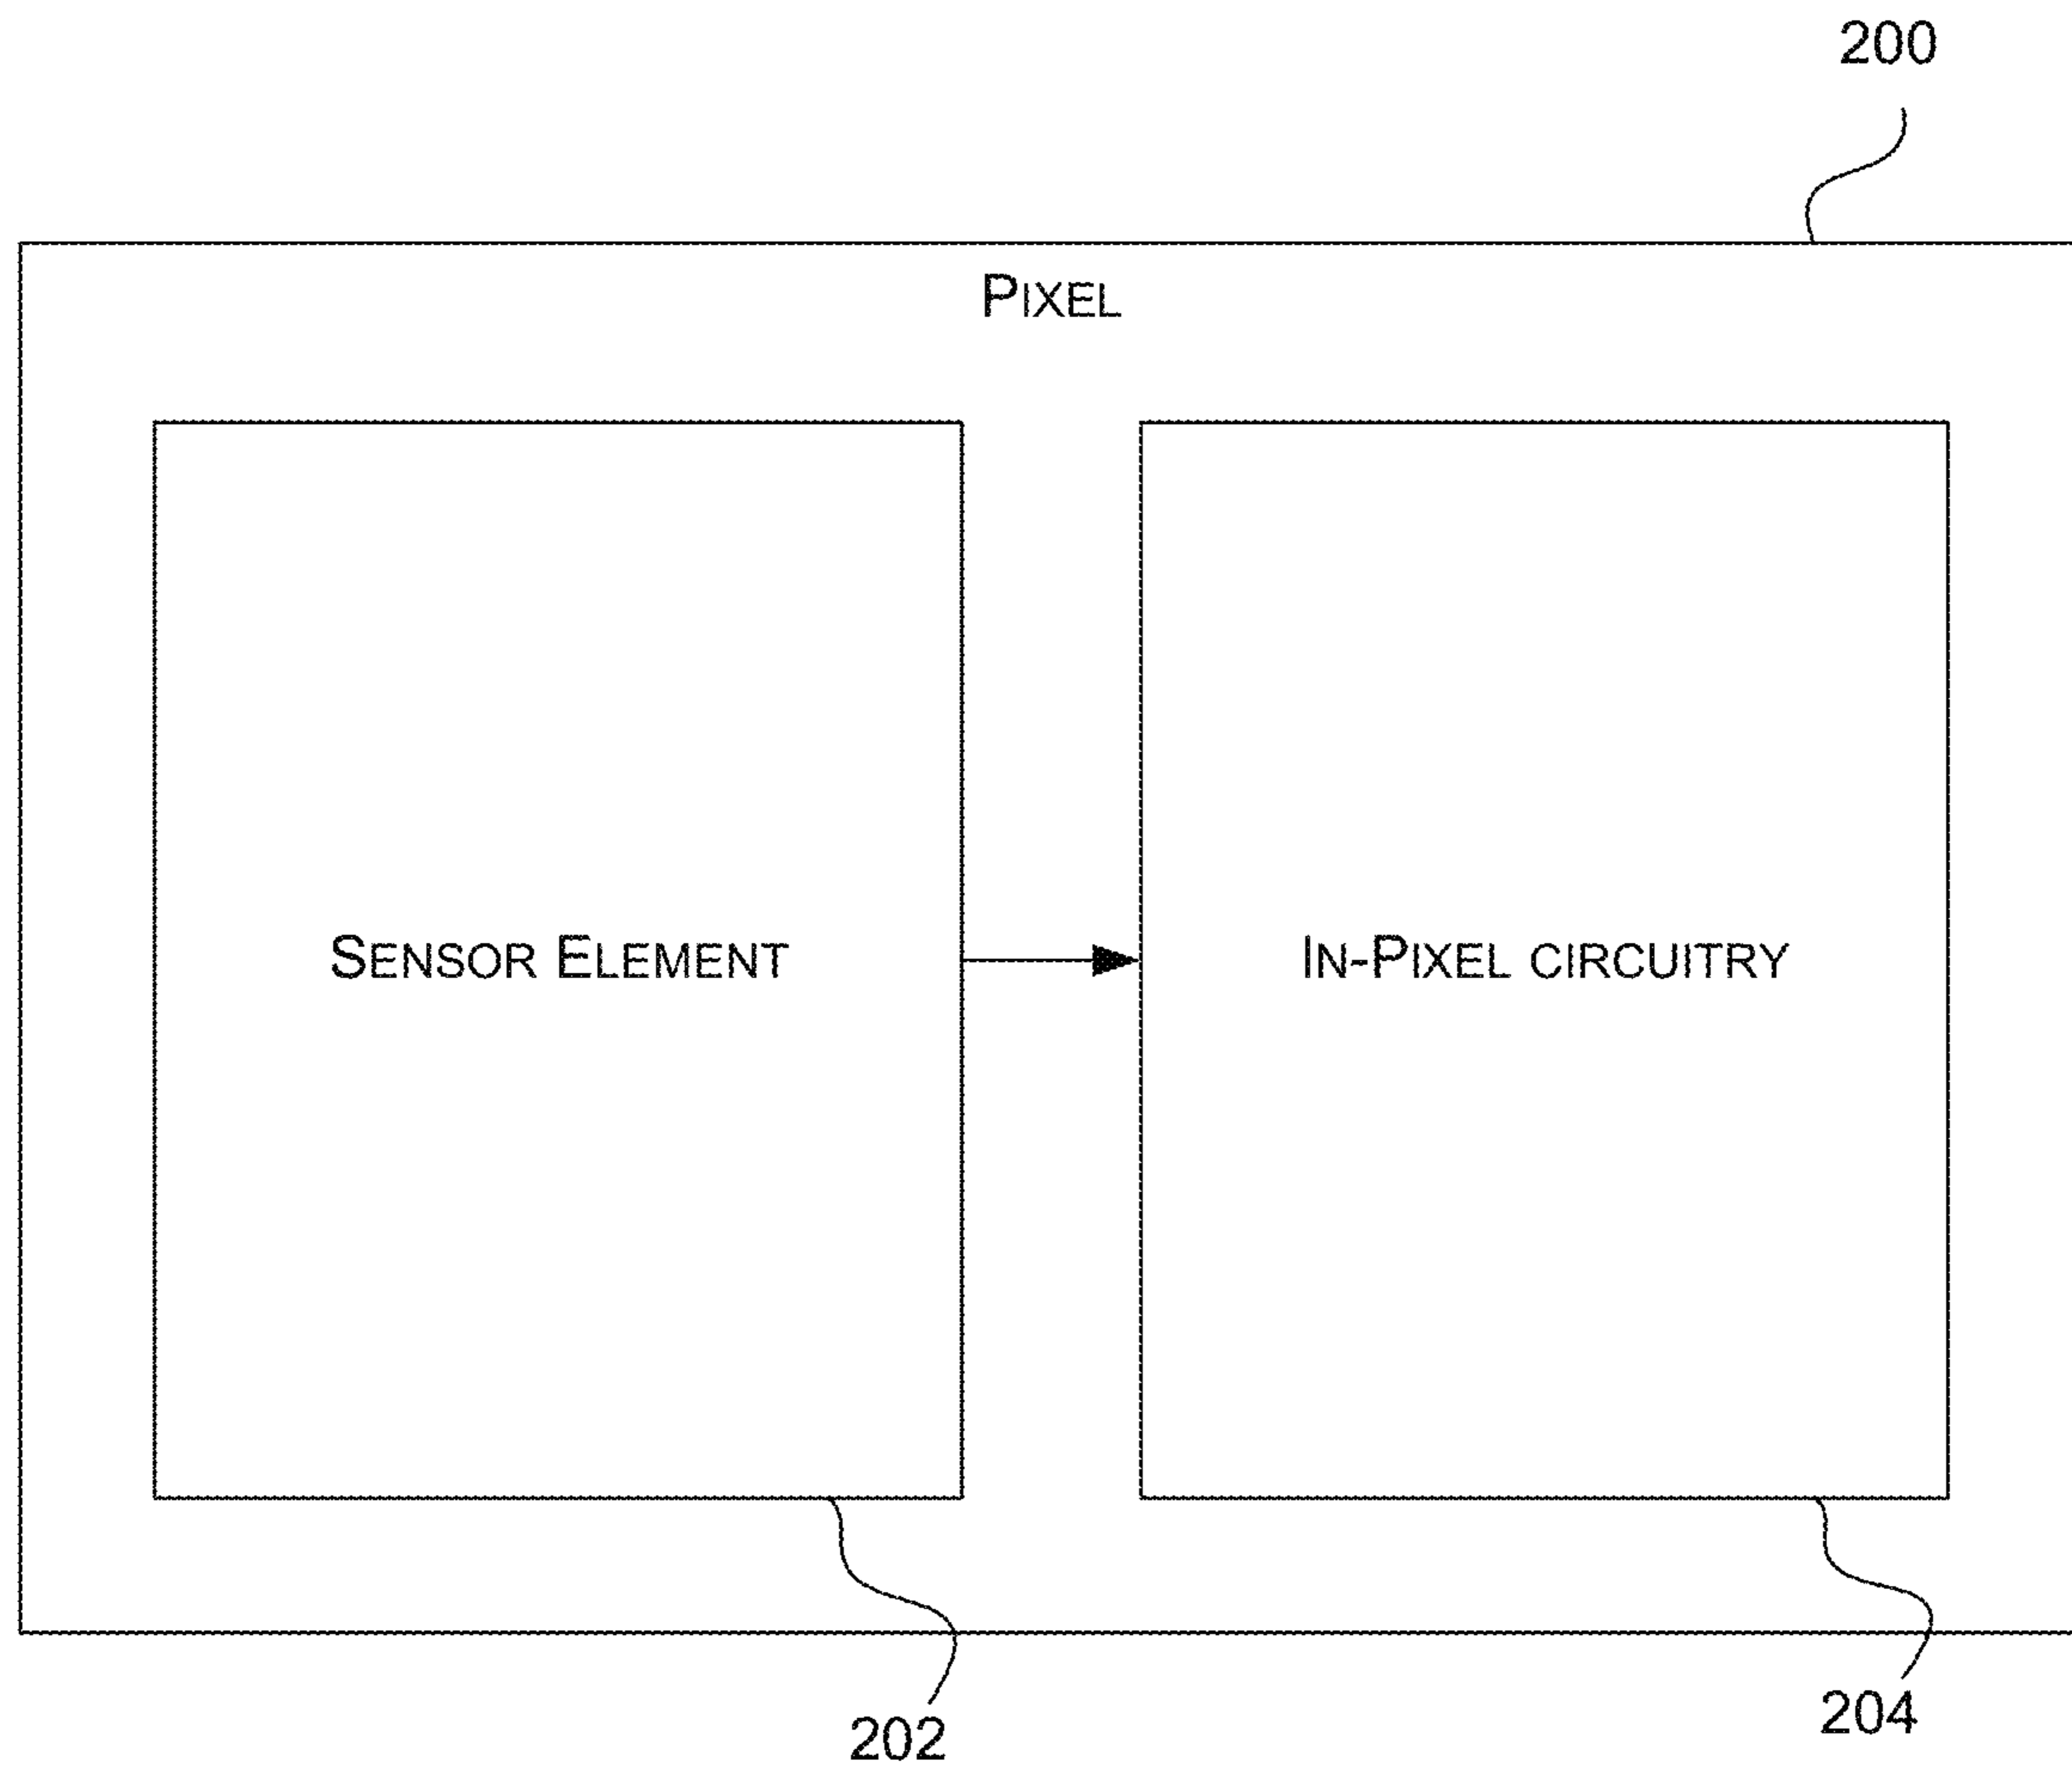 200
PIXEL
SENSOR ELEMENT
IN-PIXEL CIRCUITRY
202
204